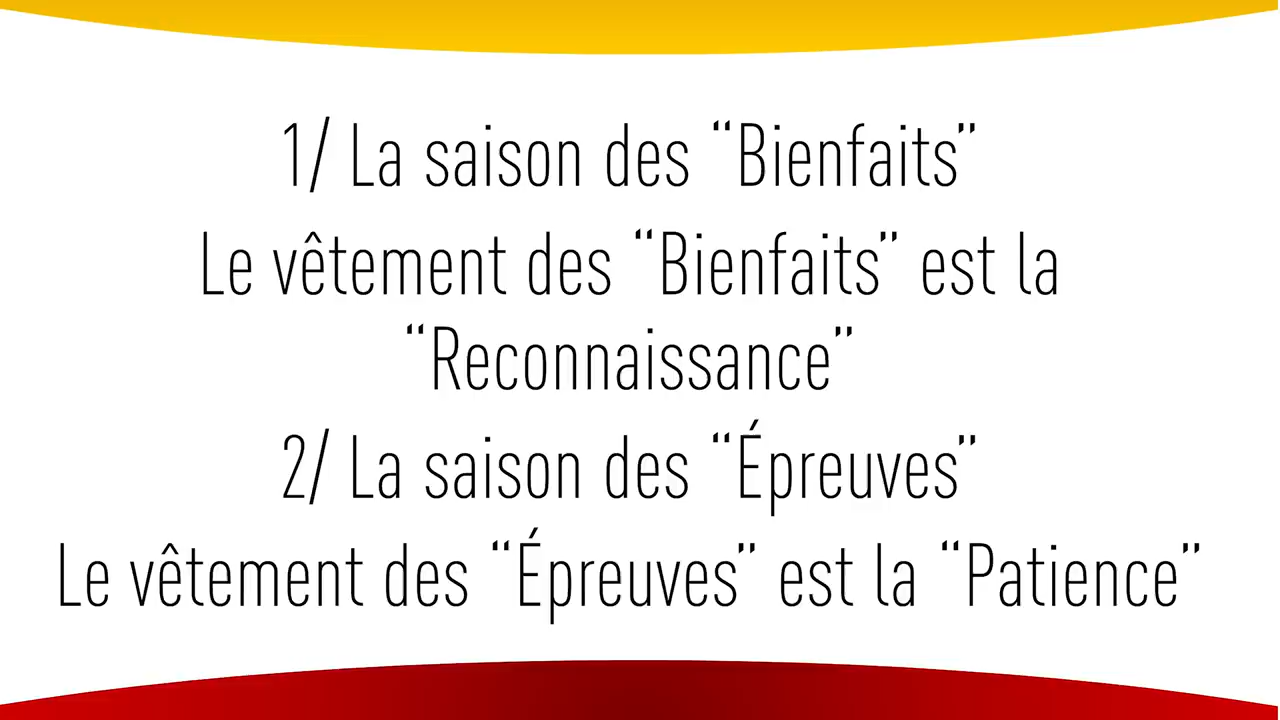 1/ La saison des “Bienfaits”
Le vêtement des “Bienfaits” est la
“Reconnaissance”
2/ La saison des “Épreuves”
Le vêtement des “Épreuves” est la “Patience”